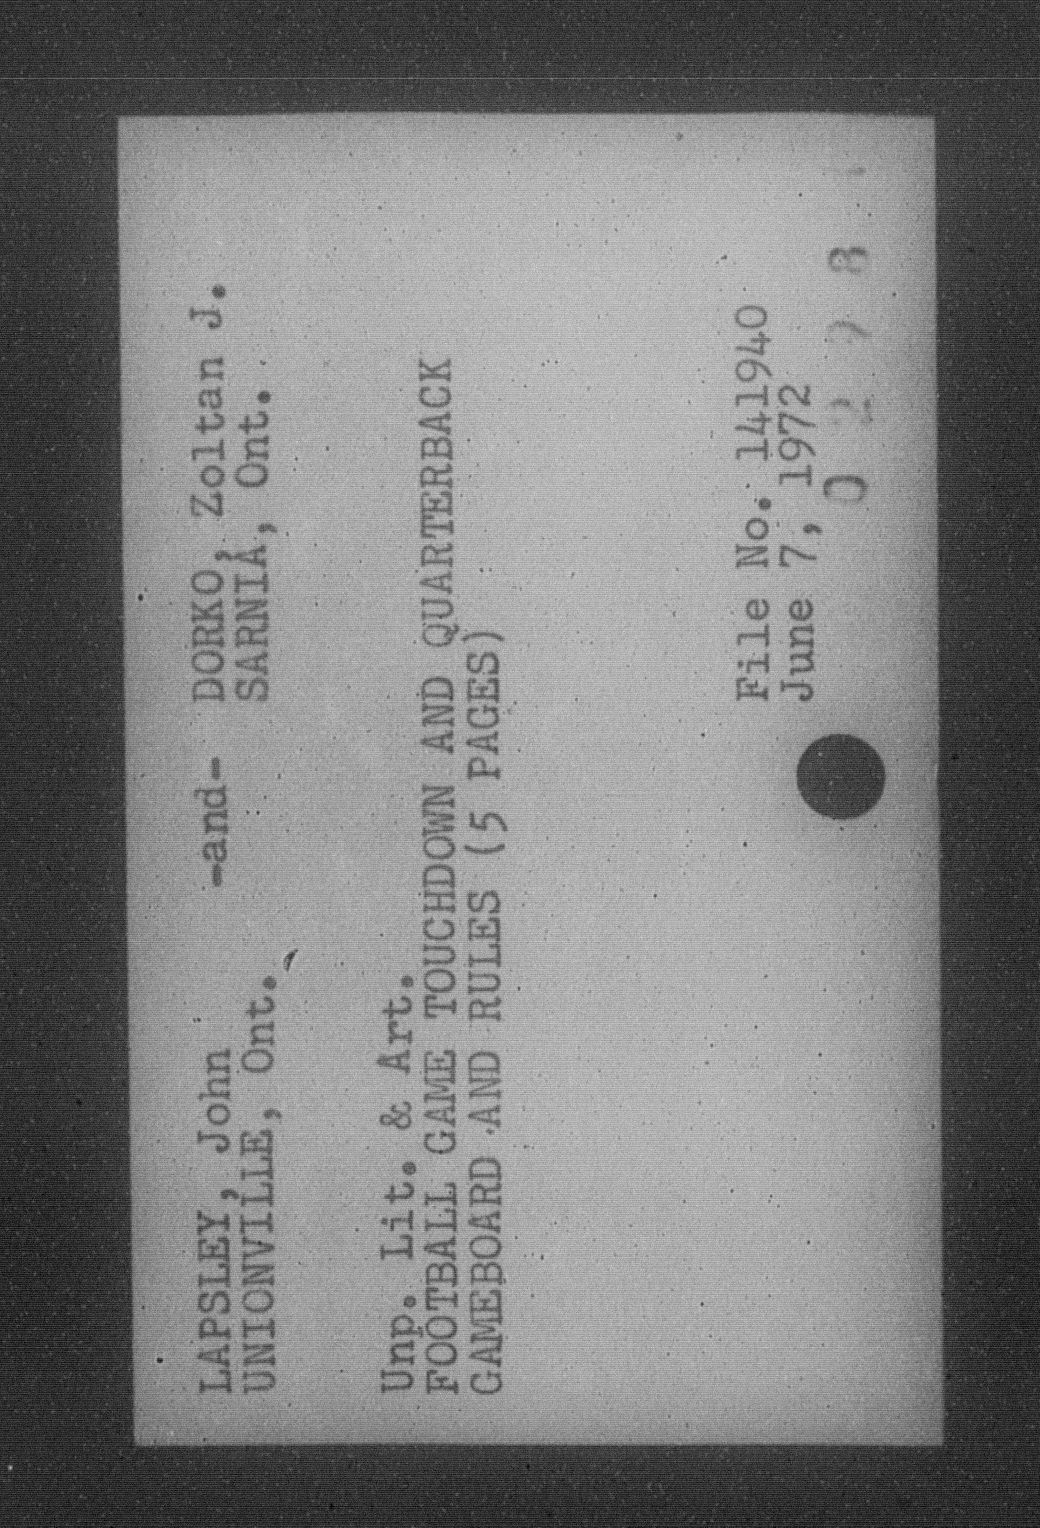 LAPSLEY, John -and- DORKO, Zoltan J.
UNIONVILLE, Ont. SARNIA, Ont.
Unp. Lit. & Art.
FOOTBALL GAME TOUCHDOWN AND QUARTERBACK
GAMEBOARD AND RULES (5 PAGES)
File No. 141940
June 7, 1972